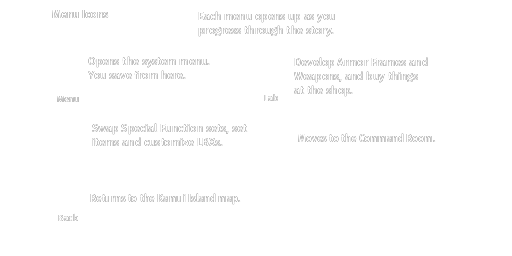 Menu Icons
Each menu opens up as you
progress through the story.
Opens the system menu.
You save from here.
Menu
Develop Armor Frames and
Weapons, and buy things
at the shop.
Lab
Swap Special Function sets, set
items and customize LBXs.
Moves to the Command Room.
Returns to the Kamui Island map.
Back